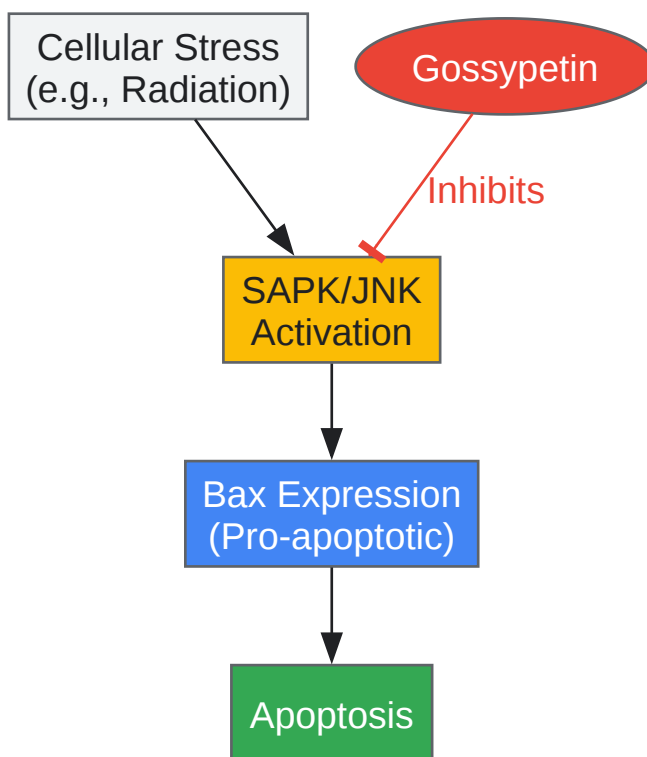 Cellular Stress
(e.g., Radiation)
Gossypetin
Inhibits
SAPK/JNK
Activation
Bax Expression
(Pro-apoptotic)
Apoptosis